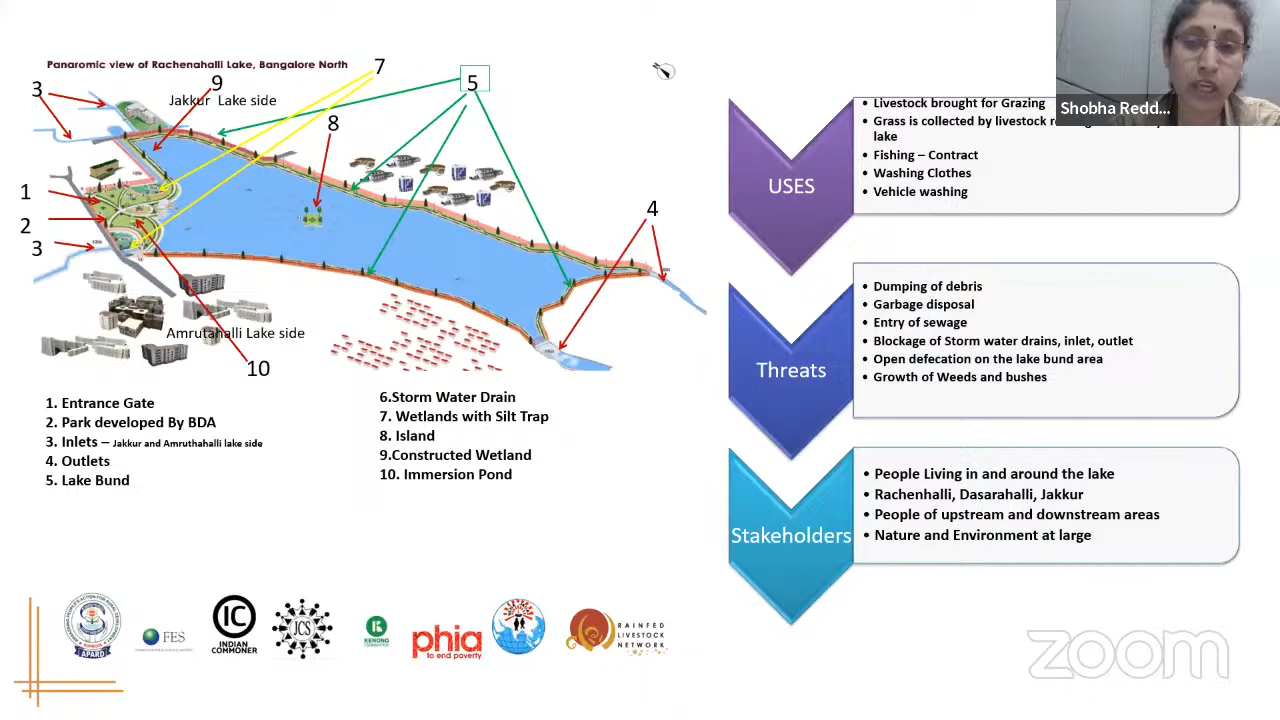 Panaromic view of Rachenahalli Lake, Bangalore North
Jakkur Lake side
Amrutahalli Lake side
3
9
7
5
8
1
2
3
4
10
1. Entrance Gate
2. Park developed By BDA
3. Inlets – Jakkur and Amruthahalli lake side
4. Outlets
5. Lake Bund
6.Storm Water Drain
7. Wetlands with Silt Trap
8. Island
9.Constructed Wetland
10. Immersion Pond
USES
• Livestock brought for Grazing
• Grass is collected by livestock
lake
• Fishing – Contract
• Washing Clothes
• Vehicle washing
Threats
• Dumping of debris
• Garbage disposal
• Entry of sewage
• Blockage of Storm water drains, inlet, outlet
• Open defecation on the lake bund area
• Growth of Weeds and bushes
Stakeholders
• People Living in and around the lake
• Rachenhalli, Dasarahalli, Jakkur
• People of upstream and downstream areas
• Nature and Environment at large
Shobha Redd...
APARD
FES
IC
INDIAN
COMMONER
JCS
KENONO
phia
to end poverty
RAINFED
LIVESTOCK
NETWORK
zoom